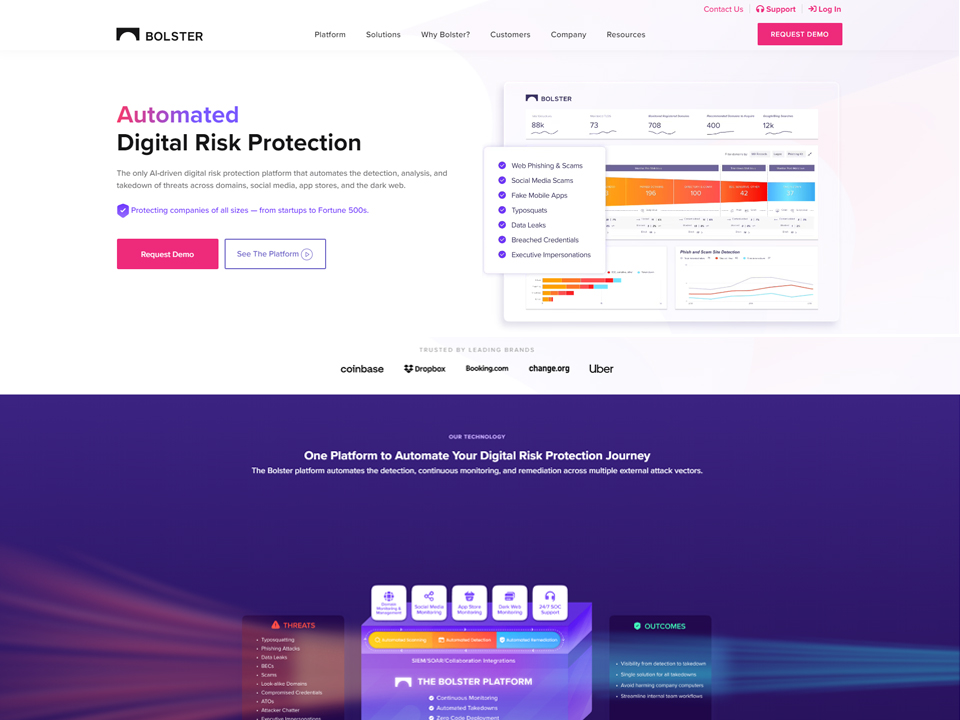 Contact Us
Support
Log In
BOLSTER
Platform
Solutions
Why Bolster?
Customers
Company
Resources
REQUEST DEMO
Automated
Digital Risk Protection
The only AI-driven digital risk protection platform that automates the detection, analysis, and
takedown of threats across domains, social media, app stores, and the dark web.
Protecting companies of all sizes — from startups to Fortune 500s.
Request Demo
See The Platform
BOLSTER
88k
73
708
400
12k
Web Phishing & Scams
Social Media Scams
Fake Mobile Apps
Typosquats
Data Leaks
Breached Credentials
Executive Impersonations
196
100
42
37
Phish and Scam Site Detection
TRUSTED BY LEADING BRANDS
coinbase
Dropbox
Booking.com
change.org
Uber
OUR TECHNOLOGY
One Platform to Automate Your Digital Risk Protection Journey
The Bolster platform automates the detection, continuous monitoring, and remediation across multiple external attack vectors.
Domain
Monitoring &
Management
Social Media
Monitoring
App Store
Monitoring
Dark Web
Monitoring
24/7 SOC
Support
THREATS
• Typosquatting
• Phishing Attacks
• Data Leaks
• BECs
• Scams
• Look-alike Domains
• Compromised Credentials
• ATOs
• Attacker Chatter
• Executive Impersonations
Automated Scanning
Automated Detection
Automated Remediation
SIEM/SOAR/Collaboration Integrations
THE BOLSTER PLATFORM
Continuous Monitoring
Automated Takedowns
Zero Code Deployment
OUTCOMES
• Visibility from detection to takedown
• Single solution for all takedowns
• Avoid harming company computers
• Streamline internal team workflows